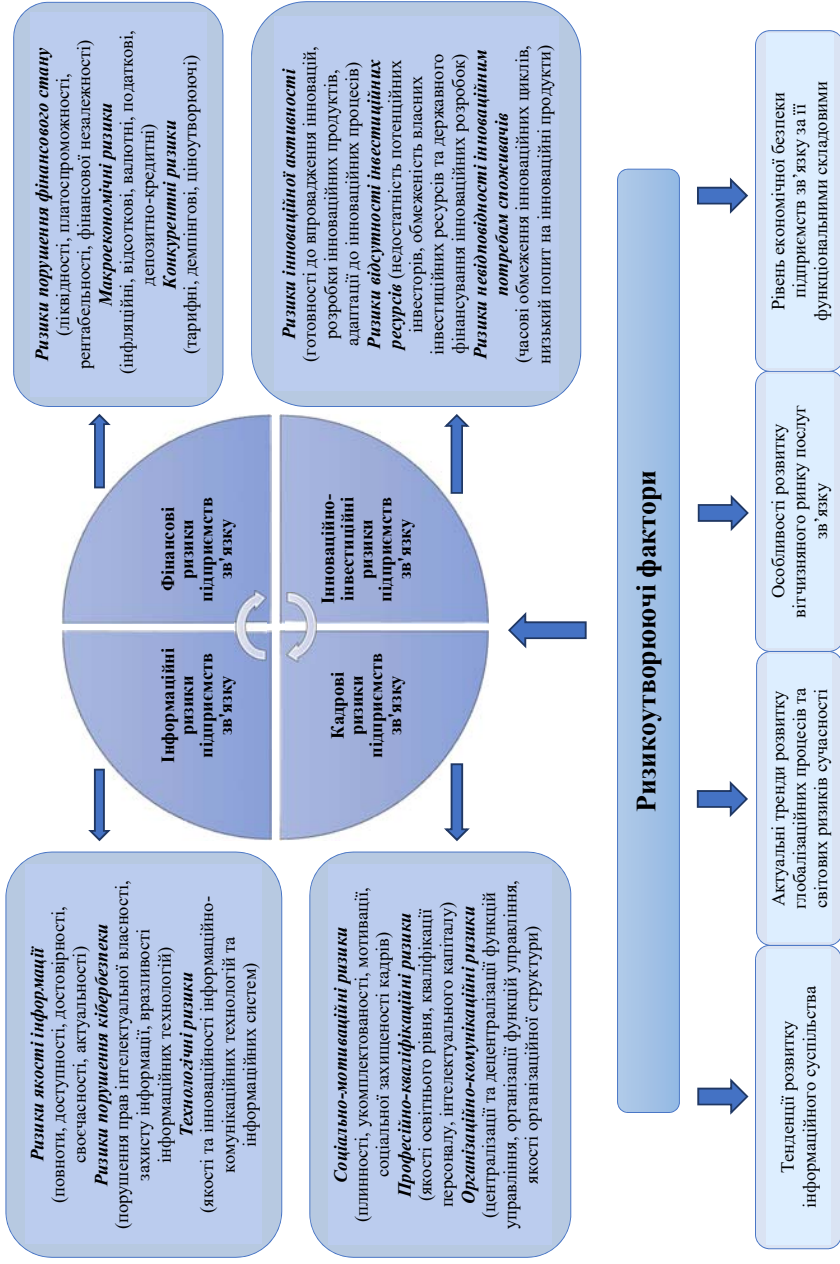 Ризики якості інформації
(повноти, доступності, достовірності,
своєчасності, актуальності)
Ризики порушення кібербезпеки
(порушення прав інтелектуальної власності,
захисту інформації, вразливості
інформаційних технологій)
Технологічні ризики
(якості та інноваційності інформаційно-
комунікаційних технологій та
інформаційних систем)
Інформаційні
ризики
підприємств
зв'язку
Фінансові
ризики
підприємств
зв'язку
Ризики порушення фінансового стану
(ліквідності, платоспроможності,
рентабельності, фінансової незалежності)
Макроекономічні ризики
(інфляційні, відсоткові, валютні, податкові,
депозитно-кредитні)
Конкурентні ризики
(тарифні, демпінгові, ціноутворюючі)
Соціально-мотиваційні ризики
(плинності, укомплектованості, мотивації,
соціальної захищеності кадрів)
Професійно-кваліфікаційні ризики
(якості освітнього рівня, кваліфікації
персоналу, інтелектуального капіталу)
Організаційно-комунікаційні ризики
(централізації та децентралізації функцій
управління, організації функцій управління,
якості організаційної структури)
Кадрові
ризики
підприємств
зв'язку
Інноваційно-
інвестиційні
ризики
підприємств
зв'язку
Ризики інноваційної активності
(готовності до впровадження інновацій,
розробки інноваційних продуктів,
адаптації до інноваційних процесів)
Ризики відсутності інвестиційних
ресурсів (недостатність потенційних
інвесторів, обмеженість власних
інвестиційних ресурсів та державного
фінансування інноваційних розробок)
Ризики невідповідності інноваційним
потребам споживачів
(часові обмеження інноваційних циклів,
низький попит на інноваційні продукти)
Ризикоутворюючі фактори
Тенденції розвитку
інформаційного суспільства
Актуальні тренди розвитку
глобалізаційних процесів та
світових ризиків сучасності
Особливості розвитку
вітчизняного ринку послуг
зв’язку
Рівень економічної безпеки
підприємств зв’язку за її
функціональними складовими